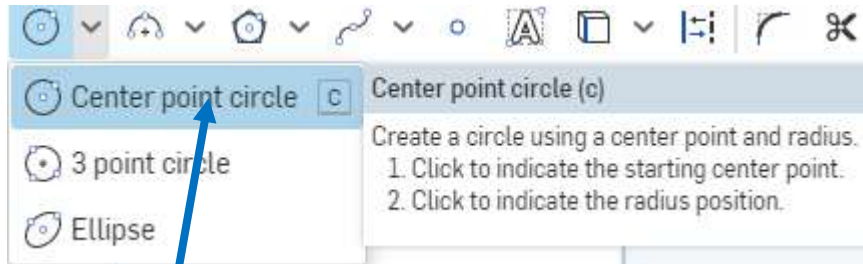 A
Center point circle C
3 point circle
Ellipse
Center point circle (c)
Create a circle using a center point and radius.
1. Click to indicate the starting center point.
2. Click to indicate the radius position.